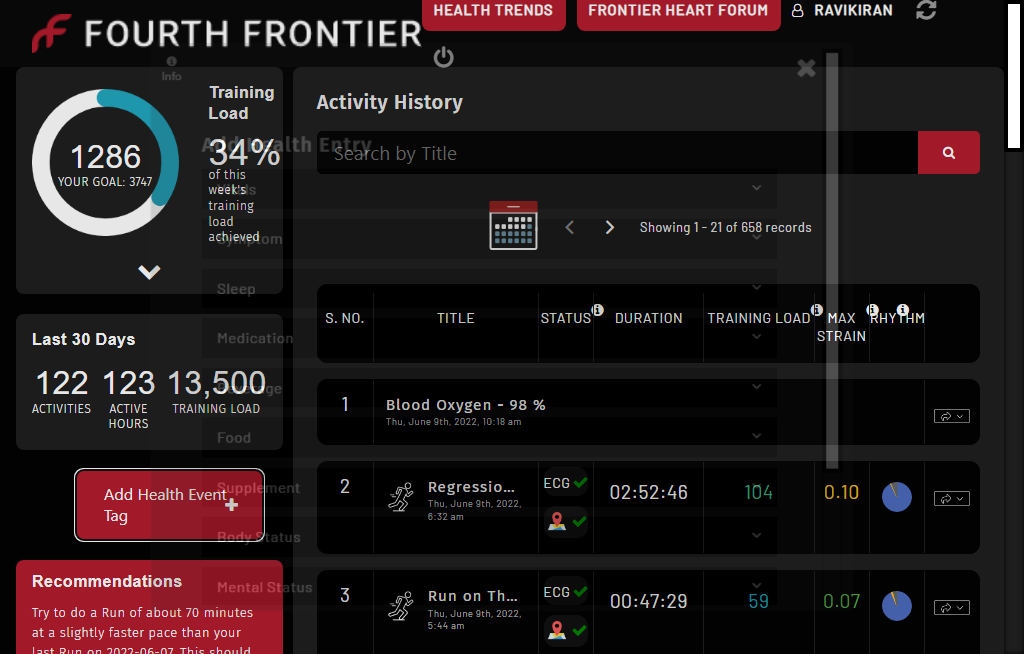 FOURTH FRONTIER
HEALTH TRENDS
FRONTIER HEART FORUM
RAVIKIRAN
Info
Training
Load
1286
YOUR GOAL: 3747
34%
of this
week's
training
load
achieved
Last 30 Days
122
ACTIVITIES
123
ACTIVE
HOURS
13,500
TRAINING LOAD
Add Health Event
Tag
Recommendations
Try to do a Run of about 70 minutes
at a slightly faster pace than your
last Run on 2022-06-07. This should
Add Health Entry
Symptom
Sleep
Medication
Beverage
Food
Supplement
Body Status
Mental Status
Activity History
Search by Title
Showing 1 - 21 of 658 records
S. NO.
TITLE
STATUS
DURATION
TRAINING LOAD
MAX
STRAIN
RHYTHM
1
Blood Oxygen - 98 %
Thu, June 9th, 2022, 10:18 am
2
Regressio...
Thu, June 9th, 2022,
6:32 am
ECG
02:52:46
104
0.10
3
Run on Th...
Thu, June 9th, 2022,
5:44 am
ECG
00:47:29
59
0.07